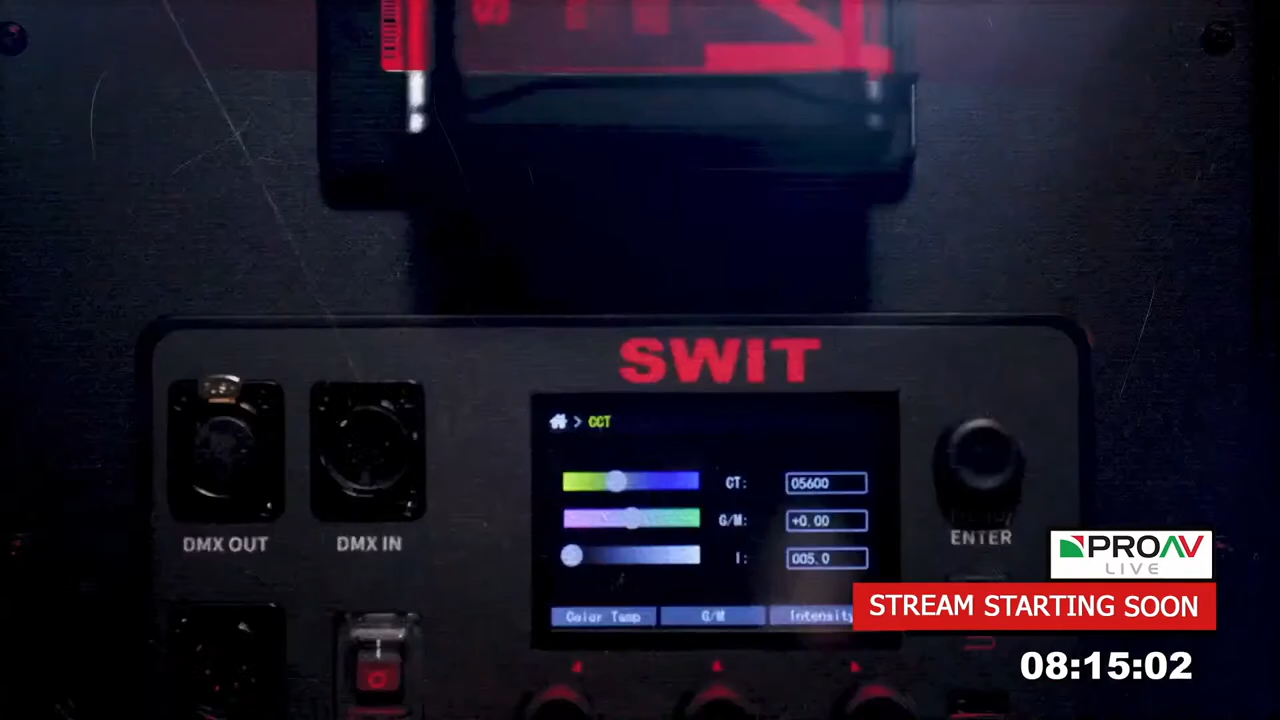 SWIT
> CCT
CT: 05600
G/M: +0.00
I: 005.0
Color Temp G/M Intensity
DMX OUT
DMX IN
ENTER
PROAV
LIVE
STREAM STARTING SOON
08:15:02